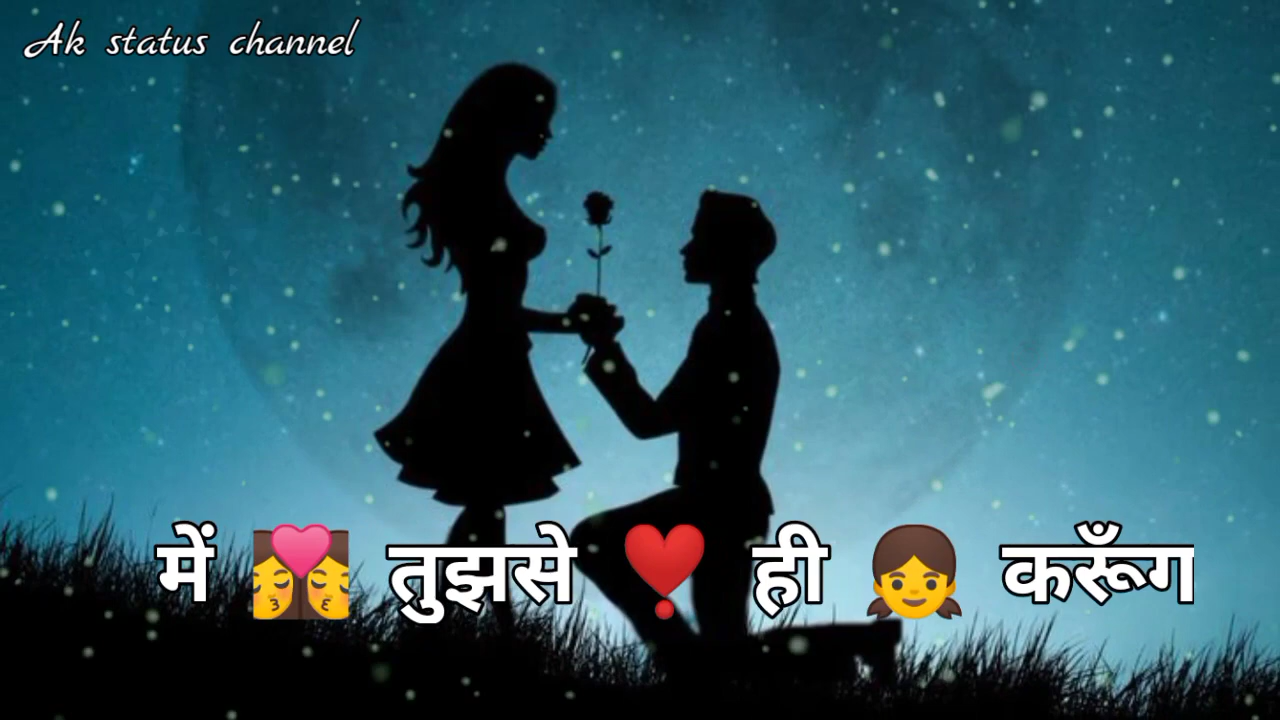 Ak status channel
में 💏 तुझसे ❣️ ही 👧 करूँग